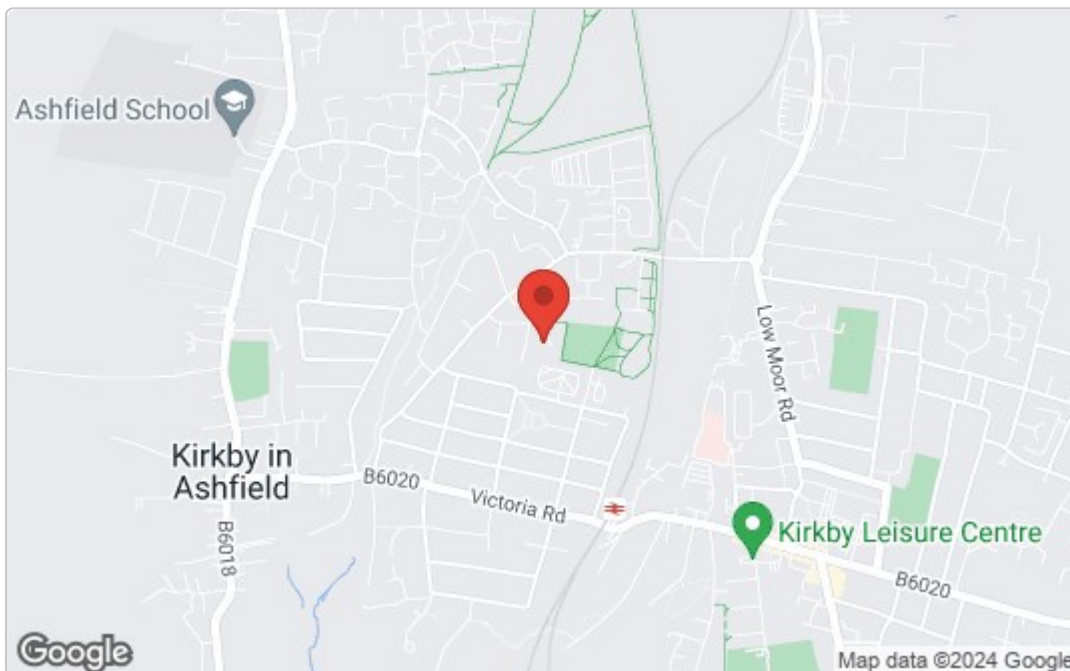 Ashfield School
Low Moor Rd
Kirkby in
Ashfield
B6020
Victoria Rd
B6018
Kirkby Leisure Centre
B6020
Google
Map data ©2024 Google